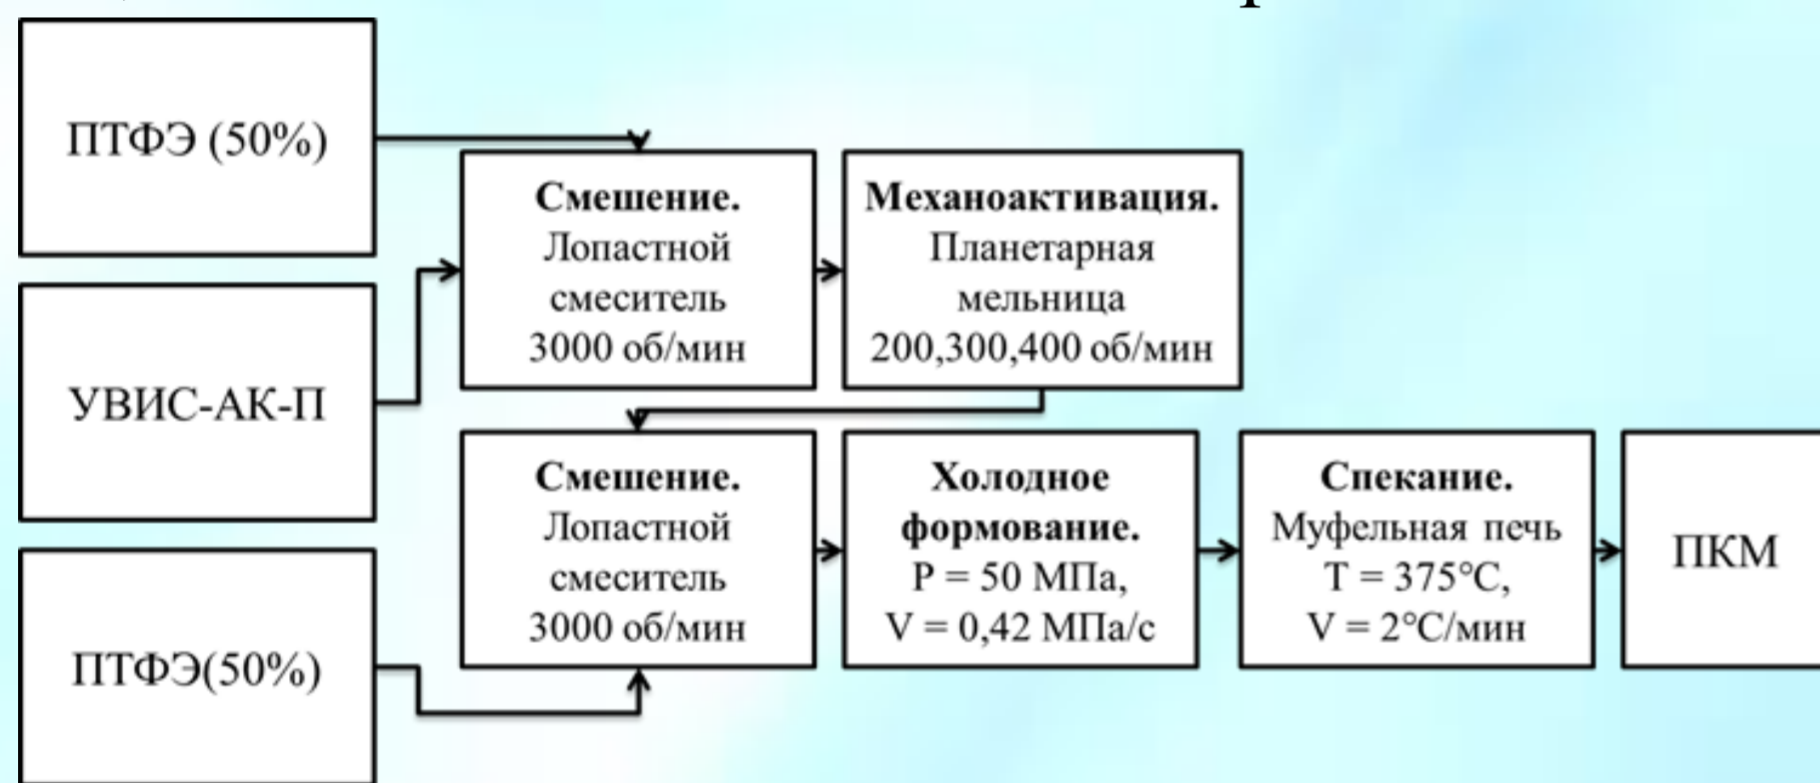 ПТФЭ (50%)
УВИС-АК-П
ПТФЭ(50%)
Смешение.
Лопастной
смеситель
3000 об/мин
Механоактивация.
Планетарная
мельница
200,300,400 об/мин
Смешение.
Лопастной
смеситель
3000 об/мин
Холодное
формование.
P = 50 МПа,
V = 0,42 МПа/с
Спекание.
Муфельная печь
T = 375°C,
V = 2°C/мин
ПКМ